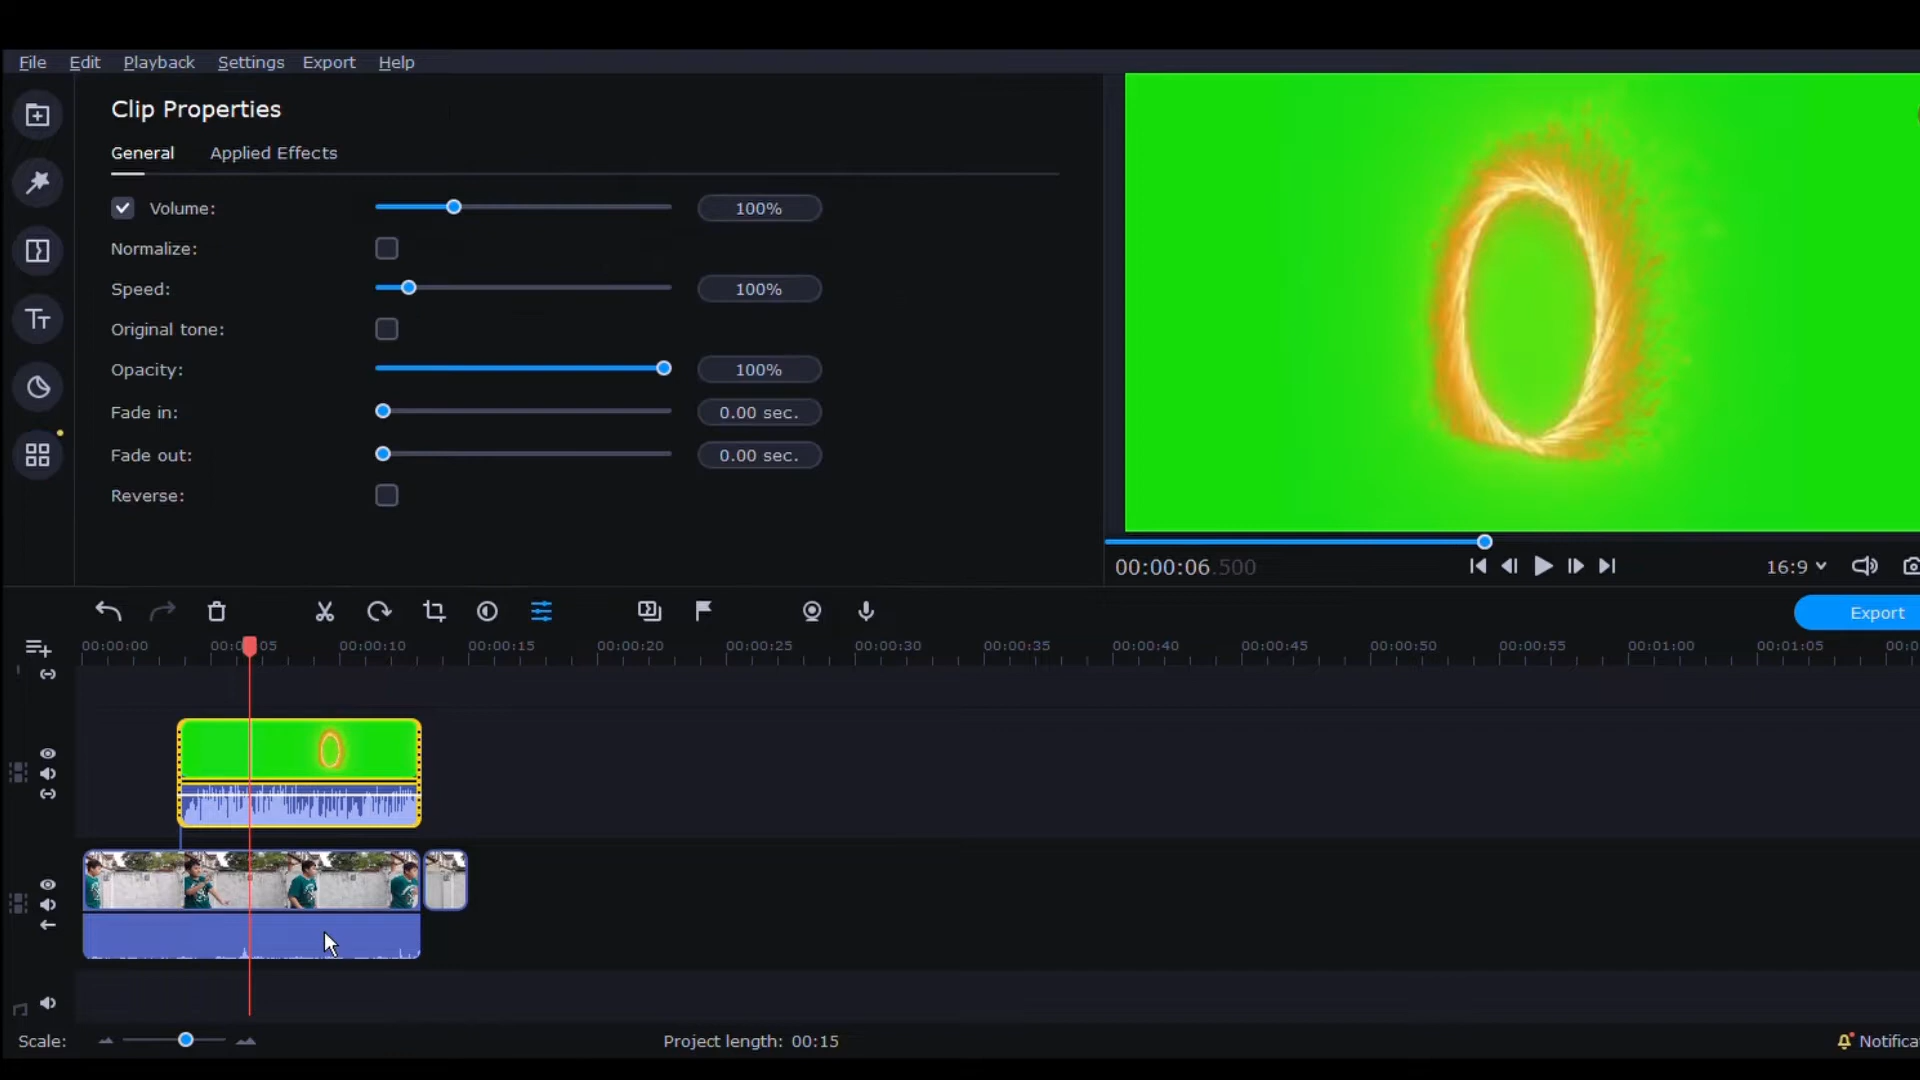 File Edit Playback Settings Export Help
Clip Properties
General Applied Effects
Volume: 100%
Normalize:
Speed: 100%
Original tone:
Opacity: 100%
Fade in: 0.00 sec.
Fade out: 0.00 sec.
Reverse:
00:00:06.500 16:9
Export
00:00:00 00:00:05 00:00:10 00:00:15 00:00:20 00:00:25 00:00:30 00:00:35 00:00:40 00:00:45 00:00:50 00:00:55 00:01:00 00:01:05
Scale: Project length: 00:15